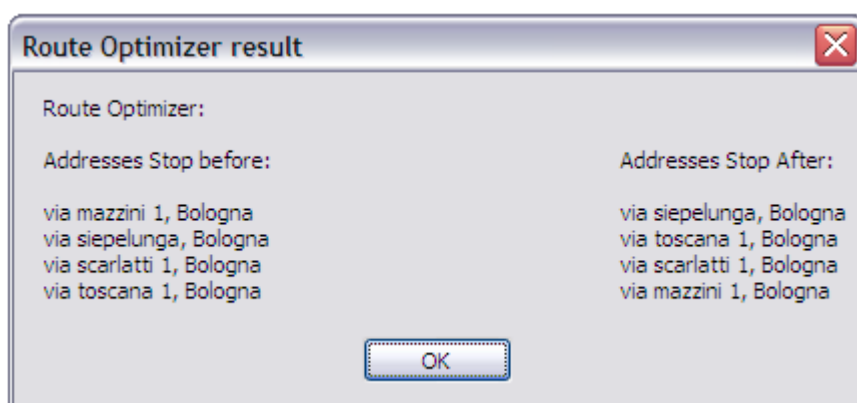 Route Optimizer result
Route Optimizer:
Addresses Stop before:
via mazzini 1, Bologna
via siepelunga, Bologna
via scarlatti 1, Bologna
via toscana 1, Bologna
Addresses Stop After:
via siepelunga, Bologna
via toscana 1, Bologna
via scarlatti 1, Bologna
via mazzini 1, Bologna
OK